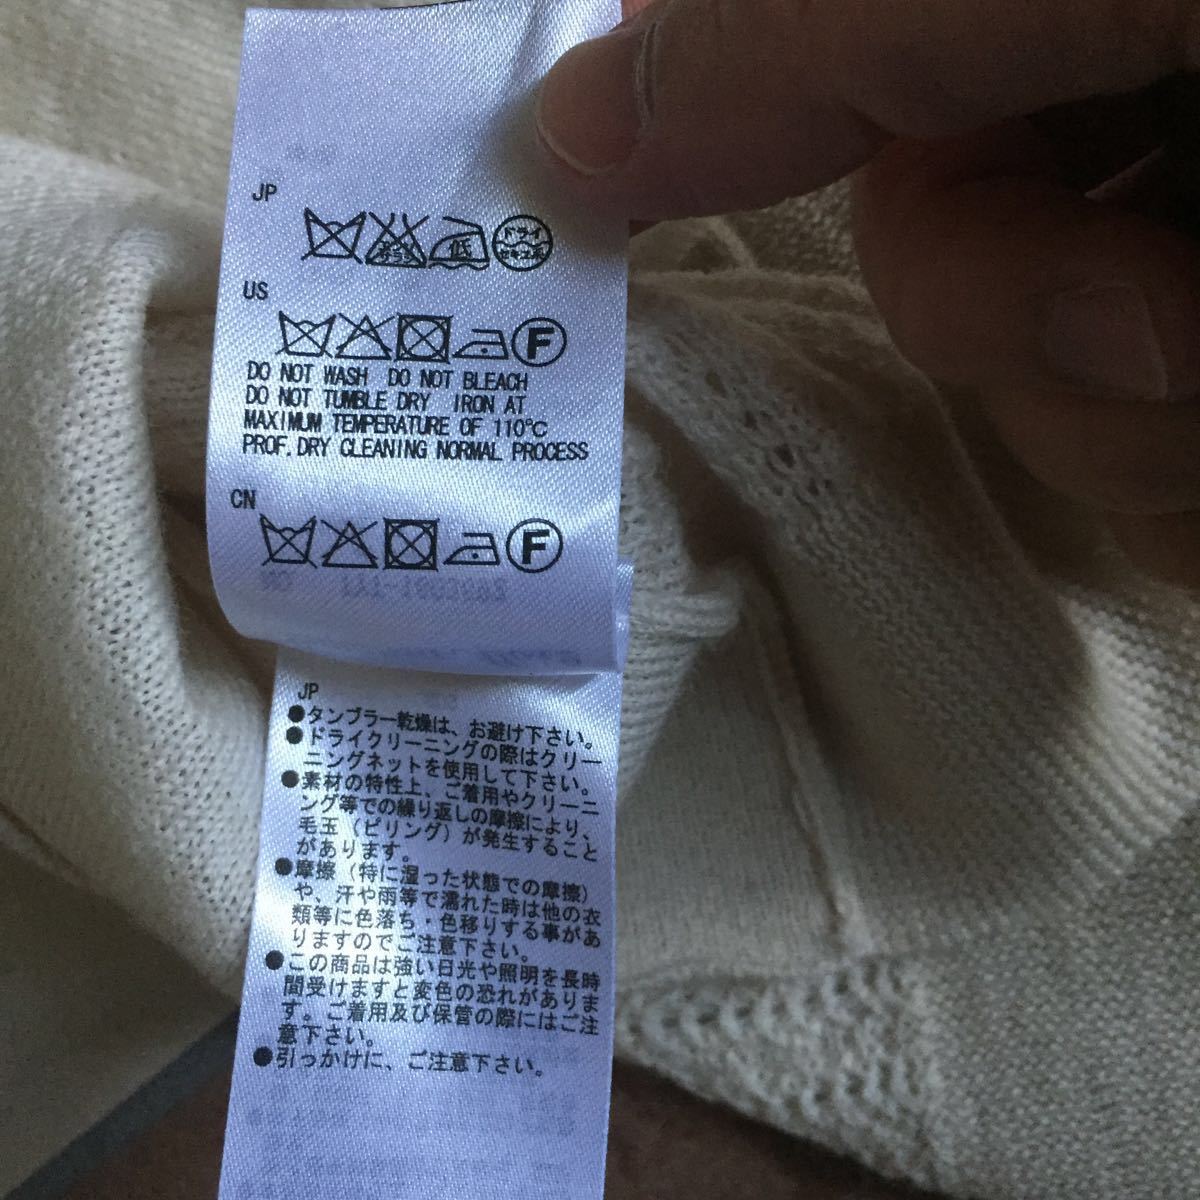 JP
エンソサラシ
低
ドライ
セキユ系
US
F
DO NOT WASH DO NOT BLEACH
DO NOT TUMBLE DRY IRON AT
MAXIMUM TEMPERATURE OF 110℃
PROF.DRY CLEANING NORMAL PROCESS
CN
F
JP
●タンブラー乾燥は、お避け下さい。
●ドライクリーニングの際はクリー
ニングネットを使用して下さい。
●素材の特性上、ご着用やクリーニ
ング等での繰り返しの摩擦により、
毛玉（ピリング）が発生すること
があります。
●摩擦（特に湿った状態での摩擦）
や、汗や雨等で濡れた時は他の衣
類等に色落ち・色移りする事があ
りますのでご注意下さい。
●この商品は強い日光や照明を長時
間受けますと変色の恐れがありま
す。ご着用及び保管の際にはご注
意下さい。
●引っかけに、ご注意下さい。